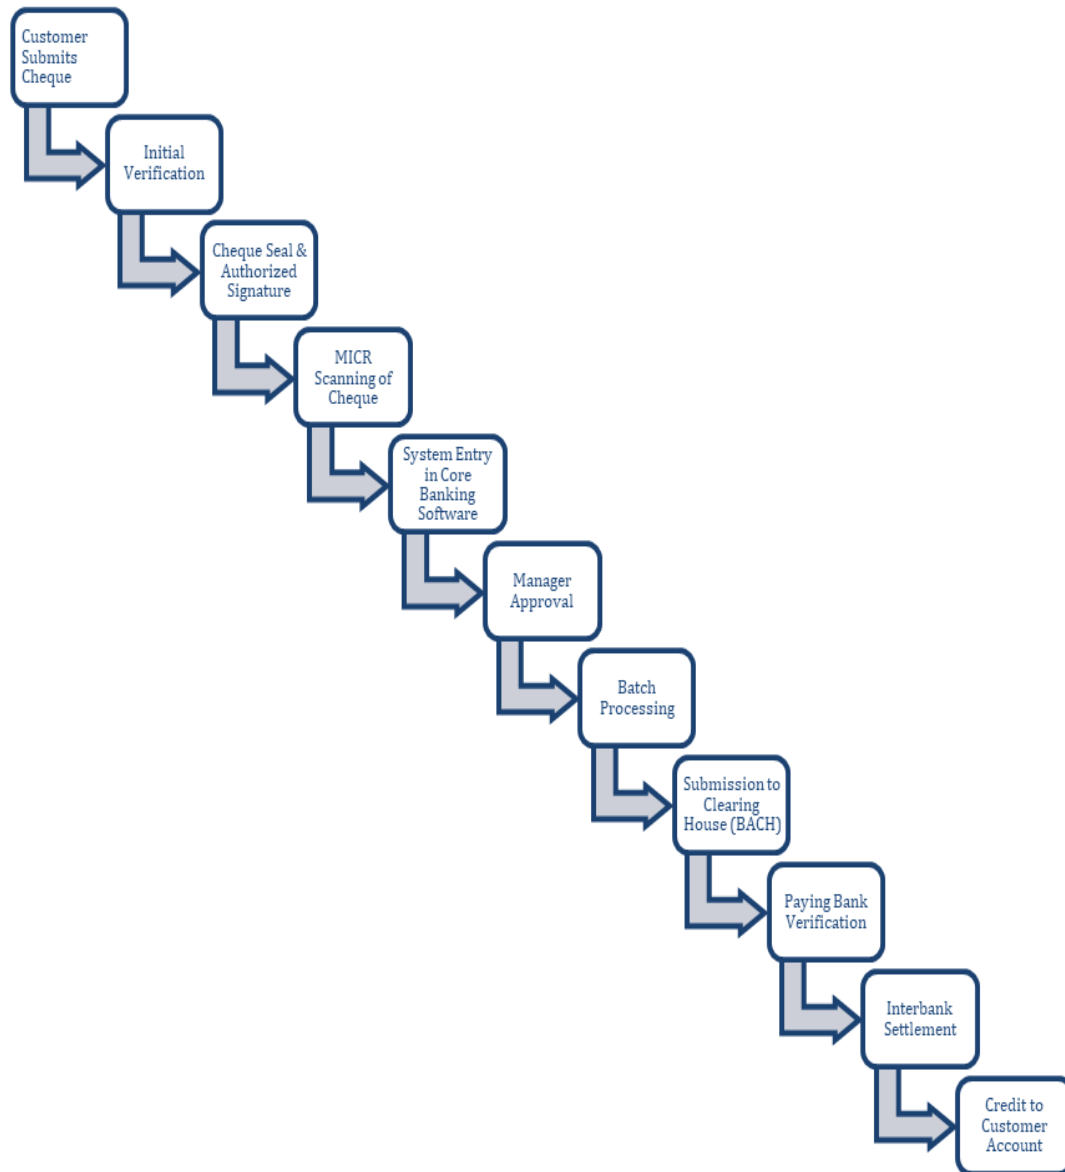 Customer
Submits
Cheque
Initial
Verification
Cheque Seal &
Authorized
Signature
MICR
Scanning of
Cheque
System Entry
in Core
Banking
Software
Manager
Approval
Batch
Processing
Submission to
Clearing
House (BACH)
Paying Bank
Verification
Interbank
Settlement
Credit to
Customer
Account